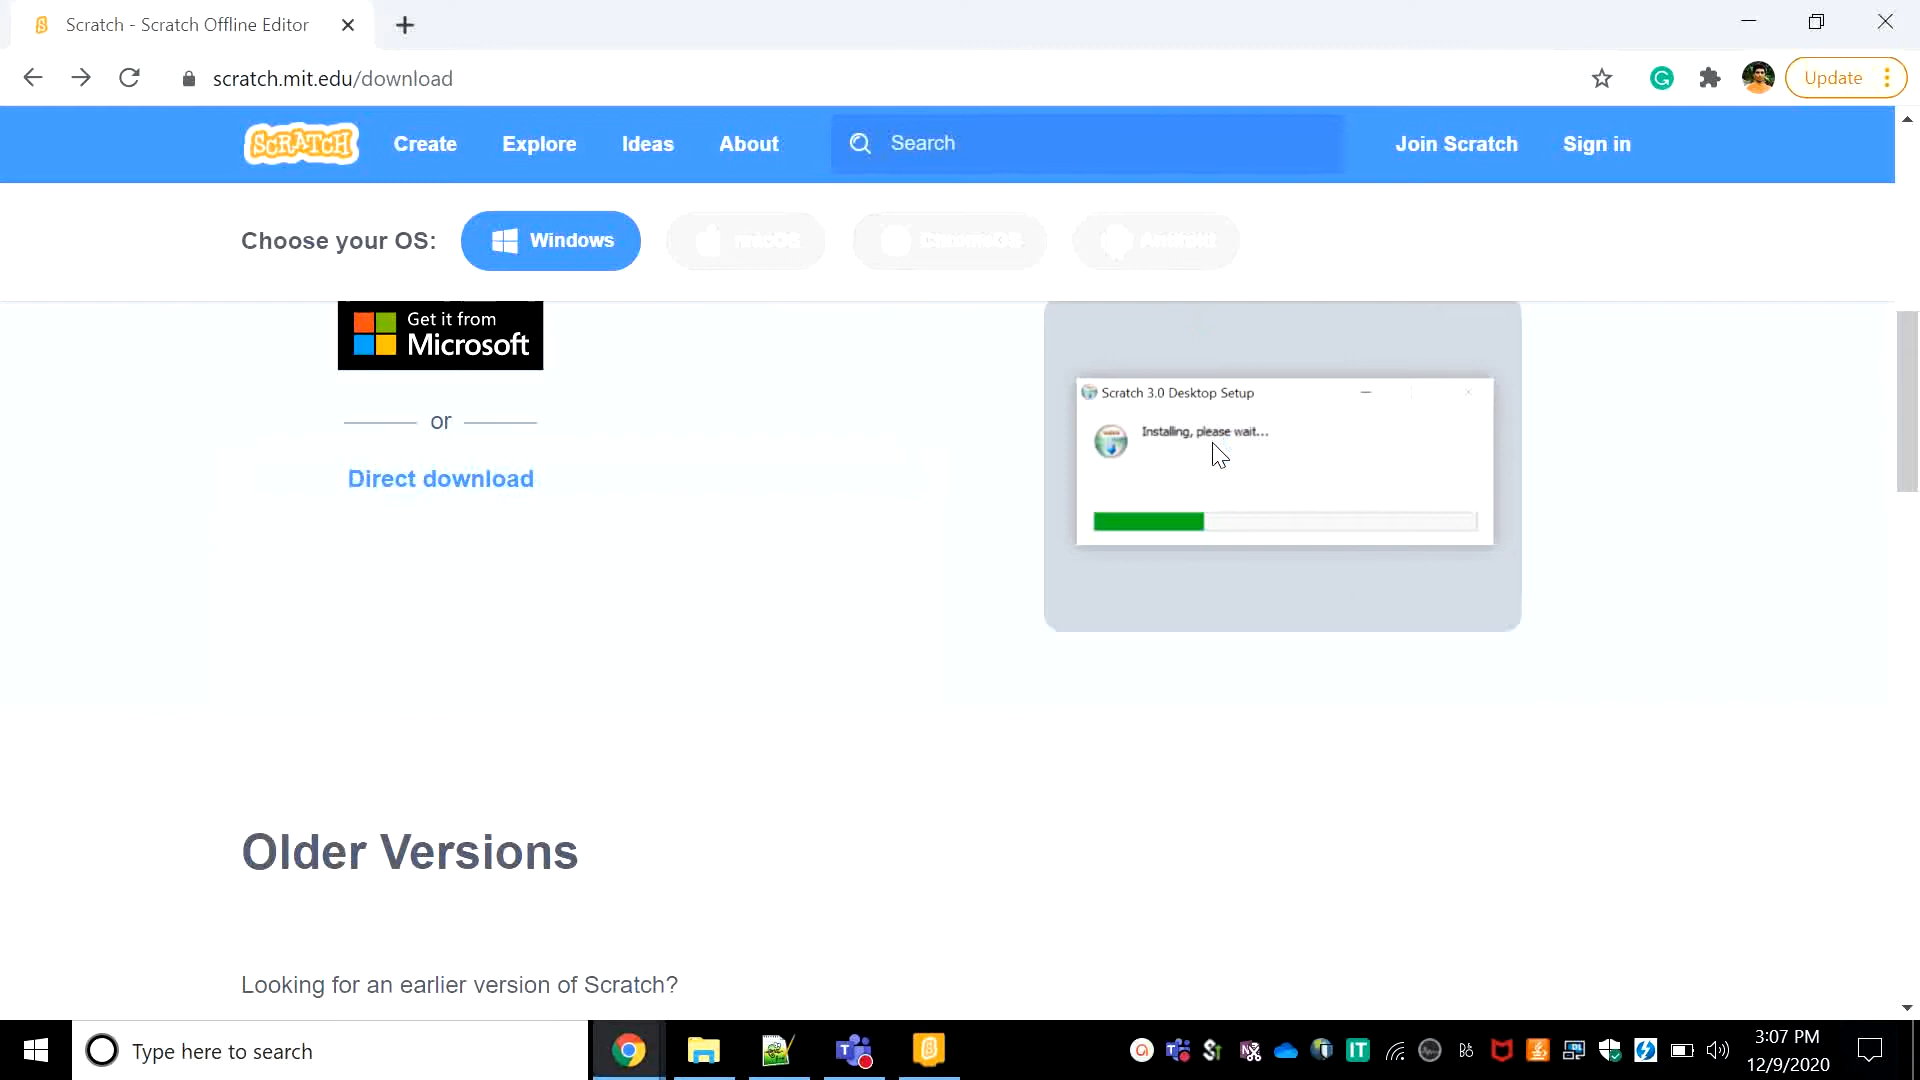 Scratch - Scratch Offline Editor
scratch.mit.edu/download
Update
SCRATCH
Create
Explore
Ideas
About
Search
Join Scratch
Sign in
Choose your OS:
Windows
macOS
ChromeOS
Android
Get it from
Microsoft
or
Direct download
Scratch 3.0 Desktop Setup
Installing, please wait...
Older Versions
Looking for an earlier version of Scratch?
Type here to search
3:07 PM
12/9/2020